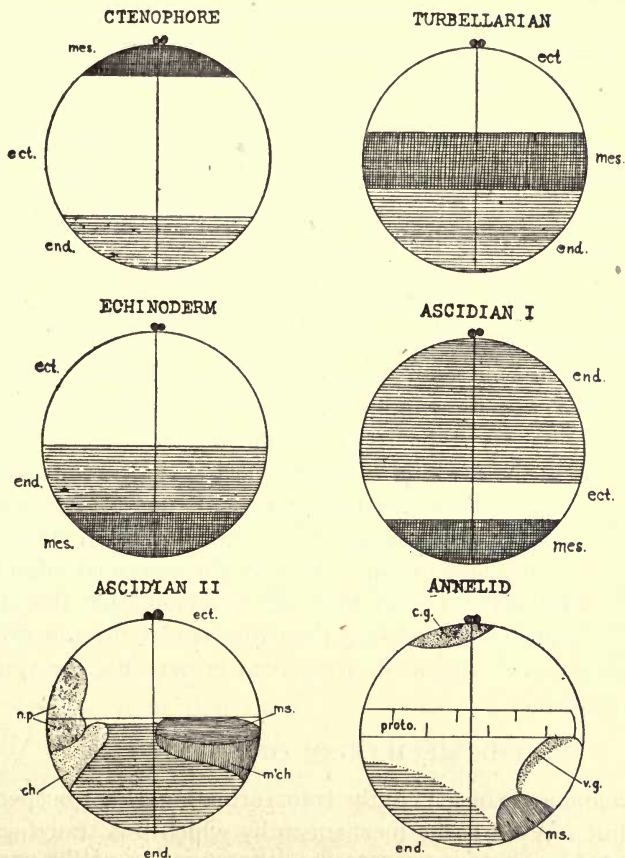 CTENOPHORE
mes.
ect.
end.
TURBELLARIAN
ect
mes.
end.
ECHINODERM
ect.
end.
mes.
ASCIDIAN I
end.
ect.
mes.
ASCIDIAN II
ect.
n.p.
ms.
m'ch
ch.
end.
ANNELID
c.g.
proto.
v.g.
ms.
end.